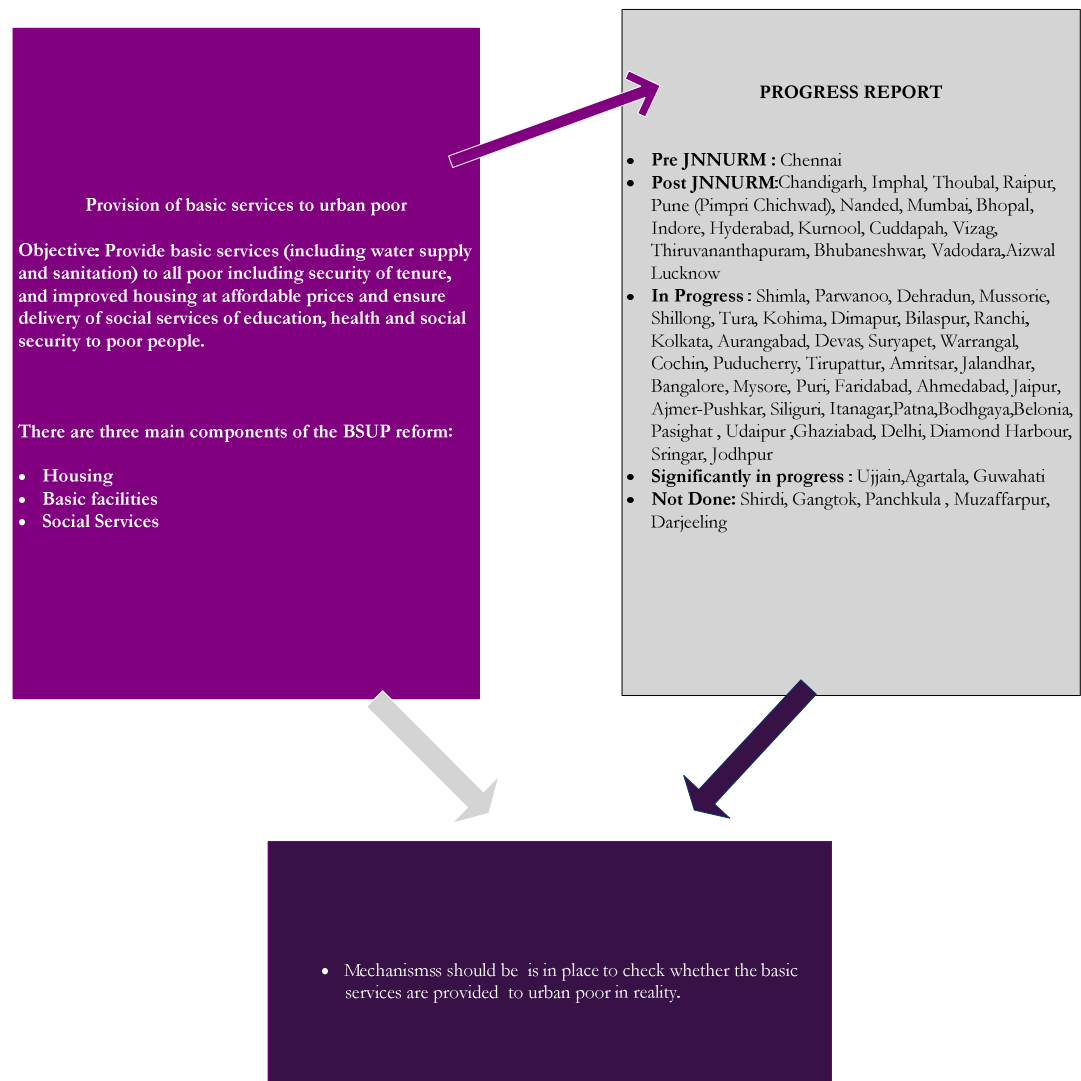 Provision of basic services to urban poor
Objective: Provide basic services (including water supply
and sanitation) to all poor including security of tenure,
and improved housing at affordable prices and ensure
delivery of social services of education, health and social
security to poor people.
There are three main components of the BSUP reform:
• Housing
• Basic facilities
• Social Services
PROGRESS REPORT
• Pre JNNURM : Chennai
• Post JNNURM:Chandigarh, Imphal, Thoubal, Raipur,
Pune (Pimpri Chichwad), Nanded, Mumbai, Bhopal,
Indore, Hyderabad, Kurnool, Cuddapah, Vizag,
Thiruvananthapuram, Bhubaneshwar, Vadodara,Aizwal
Lucknow
• In Progress : Shimla, Parwanoo, Dehradun, Mussorie,
Shillong, Tura, Kohima, Dimapur, Bilaspur, Ranchi,
Kolkata, Aurangabad, Devas, Suryapet, Warrangal,
Cochin, Puducherry, Tirupattur, Amritsar, Jalandhar,
Bangalore, Mysore, Puri, Faridabad, Ahmedabad, Jaipur,
Ajmer-Pushkar, Siliguri, Itanagar,Patna,Bodhgaya,Belonia,
Pasighat , Udaipur ,Ghaziabad, Delhi, Diamond Harbour,
Sringar, Jodhpur
• Significantly in progress : Ujjain,Agartala, Guwahati
• Not Done: Shirdi, Gangtok, Panchkula , Muzaffarpur,
Darjeeling
• Mechanismss should be  is in place to check whether the basic
services are provided  to urban poor in reality.